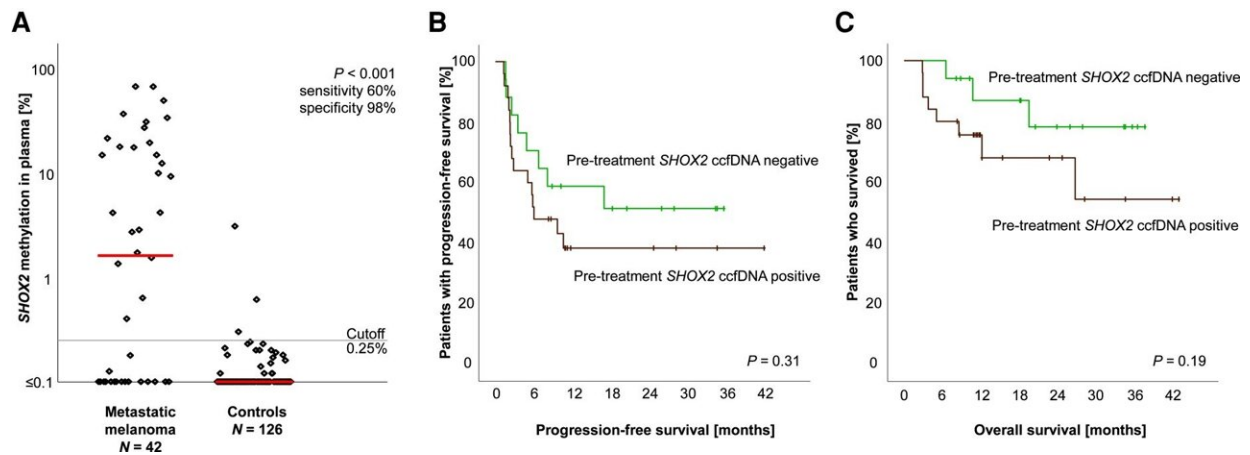 A
SHOX2 methylation in plasma [%]
100
10
1
≤0.1
P < 0.001
sensitivity 60%
specificity 98%
Cutoff
0.25%
Metastatic
melanoma
N = 42
Controls
N = 126
B
Patients with progression-free survival [%]
100
80
60
40
20
0
Pre-treatment SHOX2 ccfDNA negative
Pre-treatment SHOX2 ccfDNA positive
P = 0.31
0 6 12 18 24 30 36 42
Progression-free survival [months]
C
Patients who survived [%]
100
80
60
40
20
0
Pre-treatment SHOX2 ccfDNA negative
Pre-treatment SHOX2 ccfDNA positive
P = 0.19
0 6 12 18 24 30 36 42
Overall survival [months]